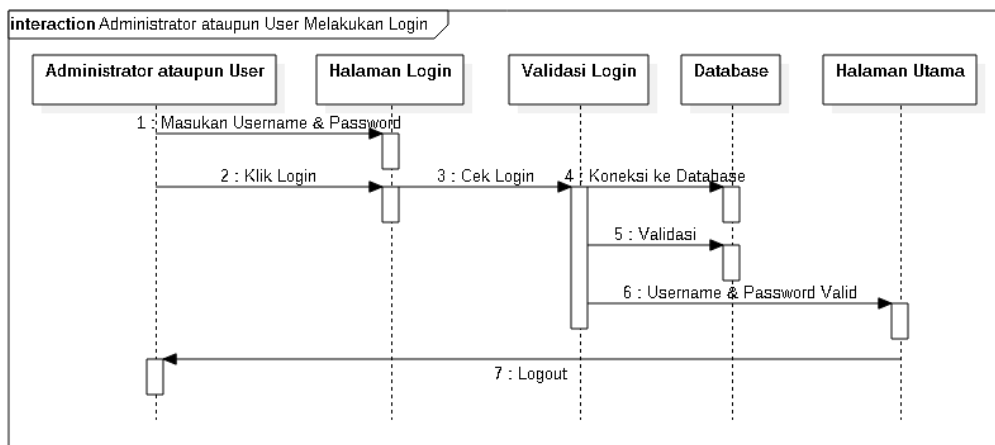 interaction Administrator ataupun User Melakukan Login
Administrator ataupun User
Halaman Login
Validasi Login
Database
Halaman Utama
1 : Masukan Username & Password
2 : Klik Login
3 : Cek Login
4 : Koneksi ke Database
5 : Validasi
6 : Username & Password Valid
7 : Logout